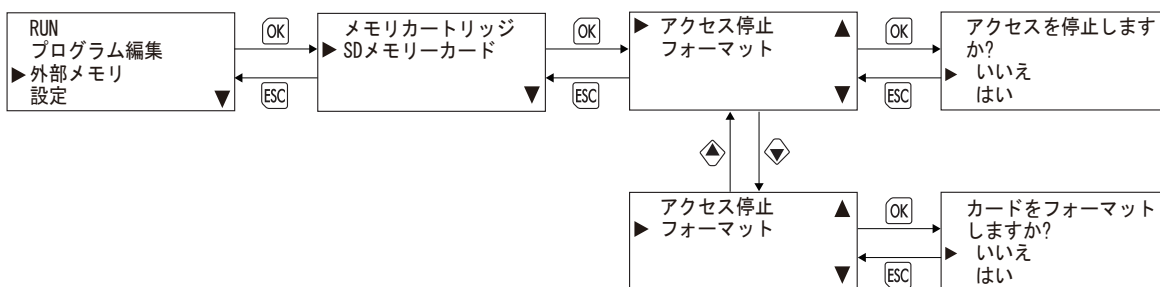 RUN
プログラム編集
▶外部メモリ
設定
▼
OK
ESC
メモリカートリッジ
▶SDメモリーカード
▼
OK
ESC
▶ アクセス停止 ▲
フォーマット
▼
OK
ESC
アクセスを停止します
か?
▶ いいえ
はい
アクセス停止 ▲
▶ フォーマット
▼
OK
ESC
カードをフォーマット
しますか?
▶ いいえ
はい